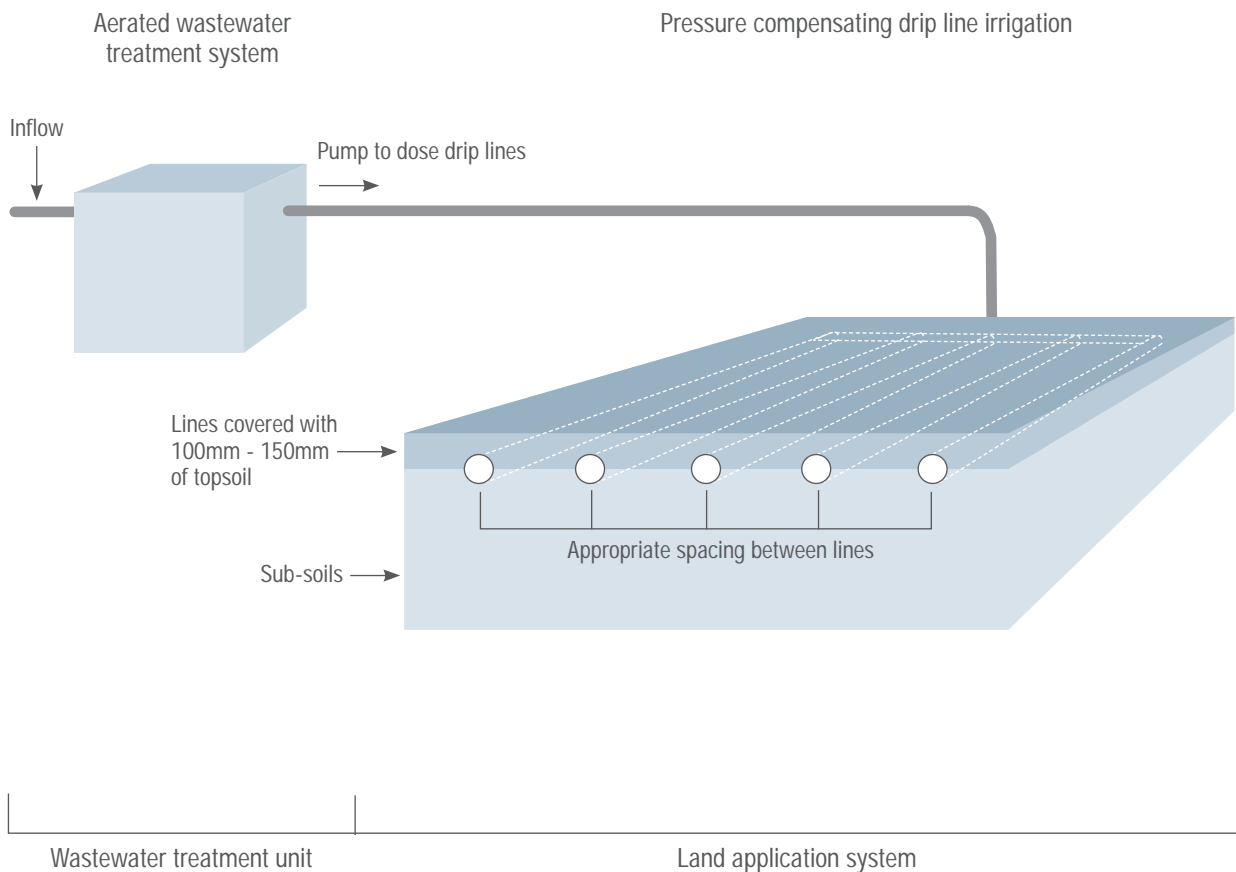 Aerated wastewater
treatment system
Pressure compensating drip line irrigation
Inflow
Pump to dose drip lines
Lines covered with
100mm - 150mm
of topsoil
Appropriate spacing between lines
Sub-soils
Wastewater treatment unit
Land application system